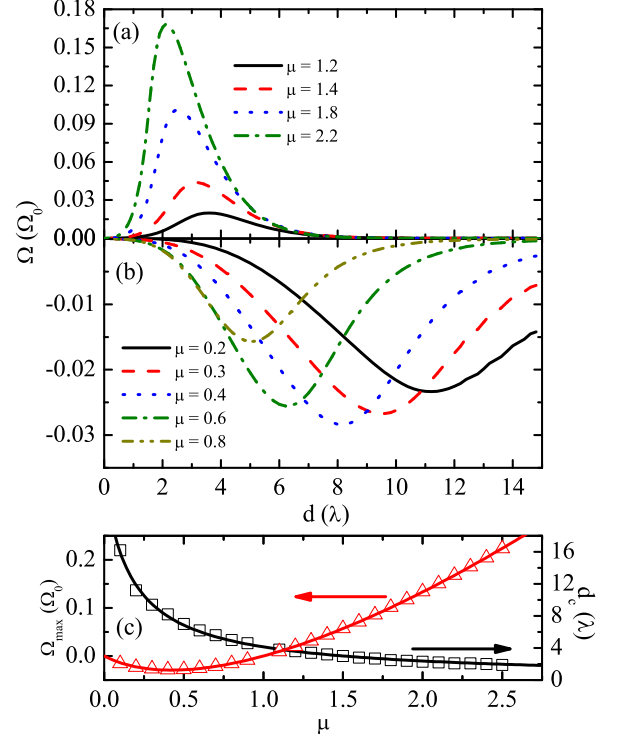 0.18
(a)
0.15
μ = 1.2
0.12
μ = 1.4
μ = 1.8
0.09
μ = 2.2
0.06
0.03
Ω (Ω₀)
0.00
(b)
-0.01
μ = 0.2
-0.02
μ = 0.3
μ = 0.4
μ = 0.6
-0.03
μ = 0.8
0 2 4 6 8 10 12 14
d (λ)
0.2
16
12
Ωmax (Ω₀)
0.1
8
dc (λ)
(c)
4
0.0
0
0.0 0.5 1.0 1.5 2.0 2.5
μ